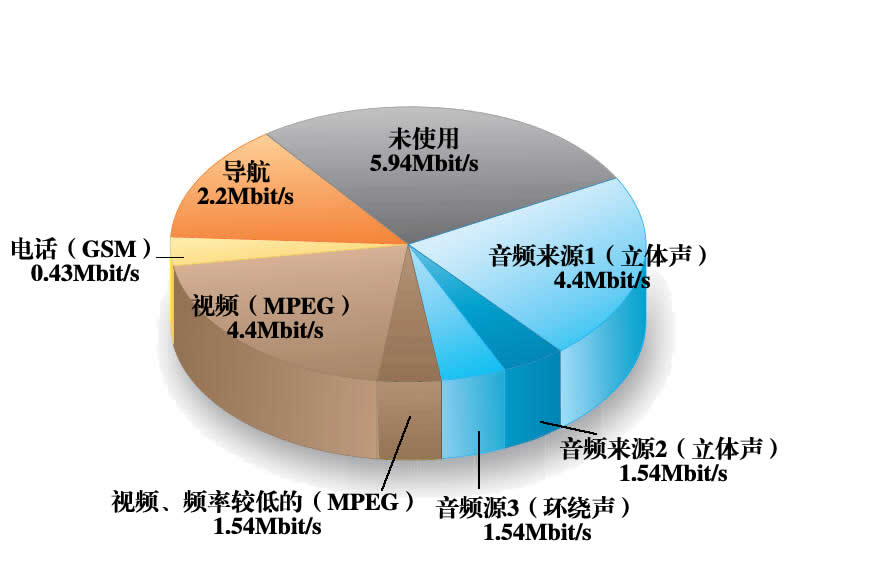 未使用
5.94Mbit/s
导航
2.2Mbit/s
电话（GSM）
0.43Mbit/s
音频来源1（立体声）
4.4Mbit/s
视频（MPEG）
4.4Mbit/s
音频来源2（立体声）
1.54Mbit/s
视频、频率较低的（MPEG）
1.54Mbit/s
音频源3（环绕声）
1.54Mbit/s